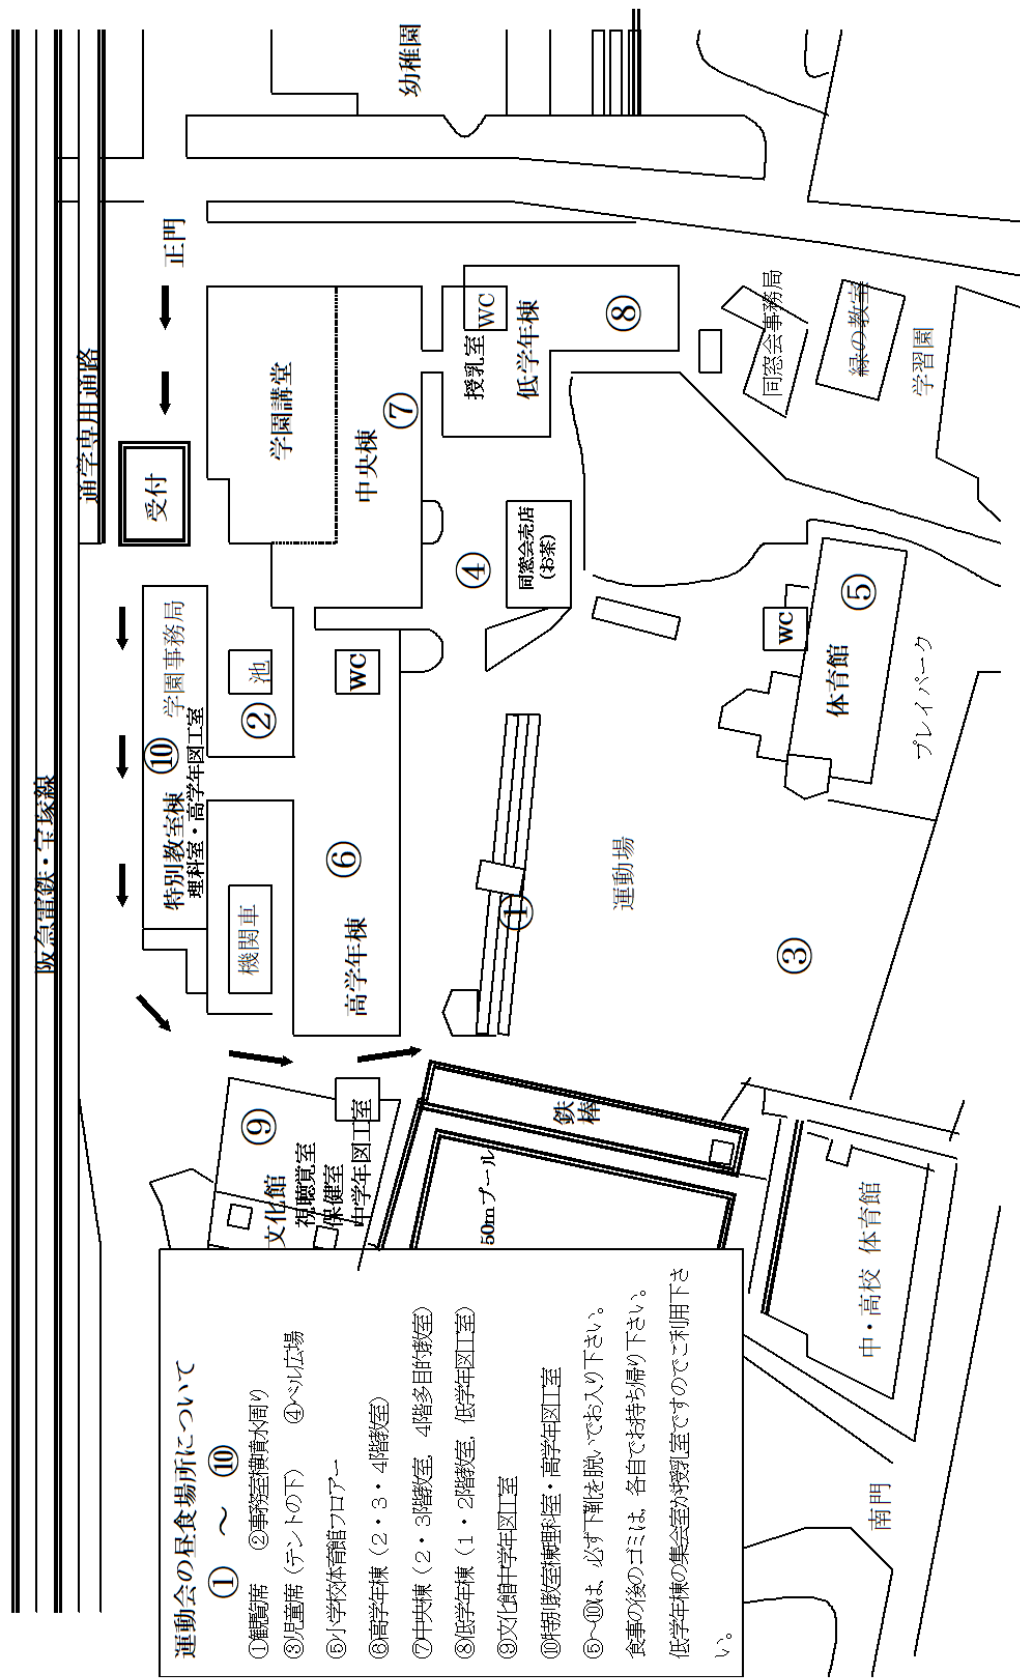 阪急電鉄・宝塚線
通学専用通路
正門
受付
幼稚園
学園講堂
中央棟
⑦
授乳室
WC
低学年棟
⑧
同窓会事務局
緑の教室
学習園
④
同窓会売店
(お茶)
学園事務局
⑩
特別教室棟
理科室・高学年図工室
池
②
WC
機関車
⑥
高学年棟
①
運動場
③
WC
⑤
体育館
プレイパーク
⑨
文化館
視聴覚室
保健室
中学年図工室
鉄棒
50mプール
中・高校 体育館
南門
運動会の昼食場所について
① ～ ⑩
①観覧席 ②事務室横噴水周り
③児童席（テントの下） ④ベル広場
⑤小学校体育館フロアー
⑥高学年棟（2・3・4階教室）
⑦中央棟（2・3階教室，4階多目的教室）
⑧低学年棟（1・2階教室，低学年図工室）
⑨文化館中学年図工室
⑩特別教室棟理科室・高学年図工室
⑤～⑩は、必ず下靴を脱いでお入り下さい。
食事の後のゴミは、各自でお持ち帰り下さい。
低学年棟の集会室が授乳室ですのでご利用下さ
い。